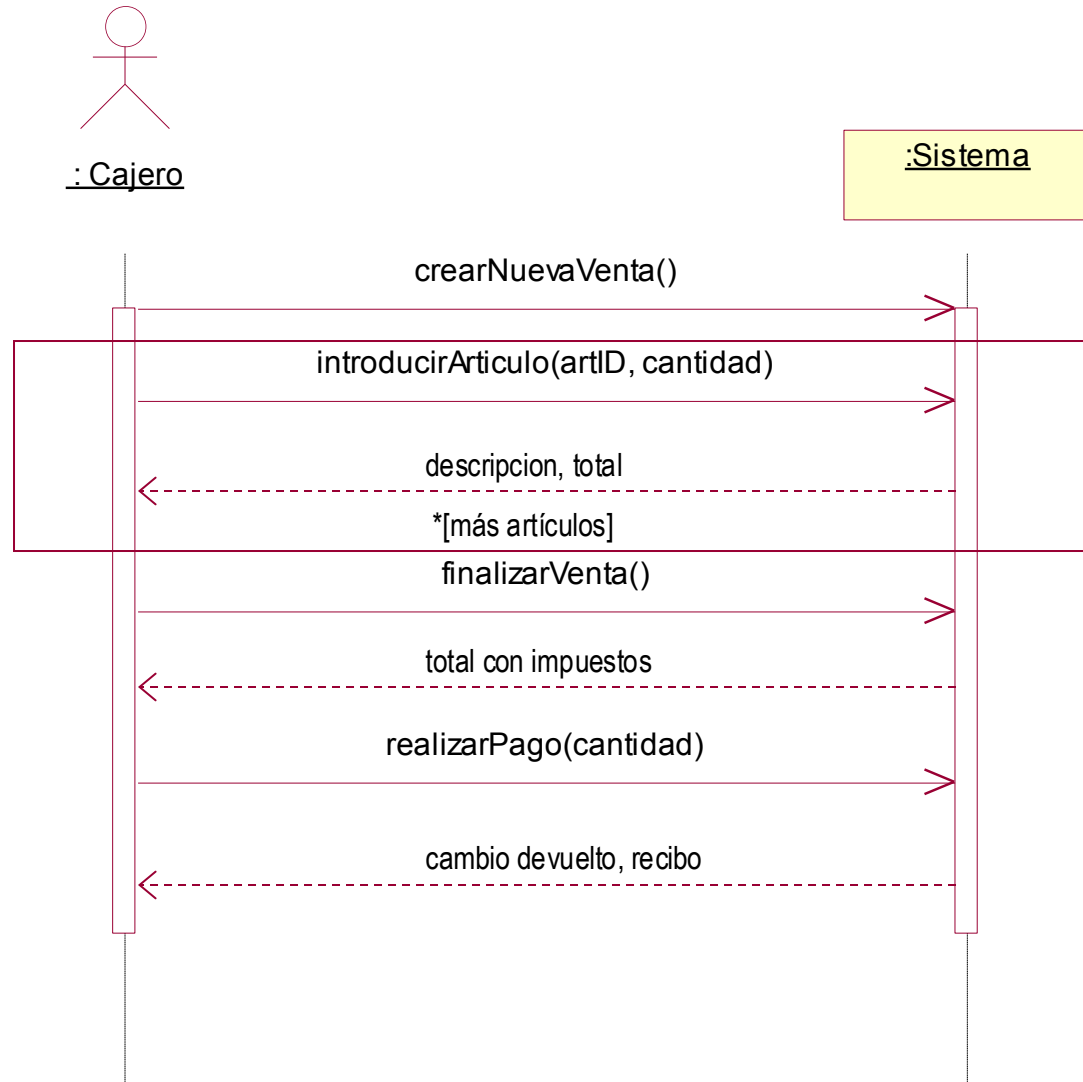 : Cajero
:Sistema
crearNuevaVenta()
introducirArticulo(artID, cantidad)
descripcion, total
*[más artículos]
finalizarVenta()
total con impuestos
realizarPago(cantidad)
cambio devuelto, recibo